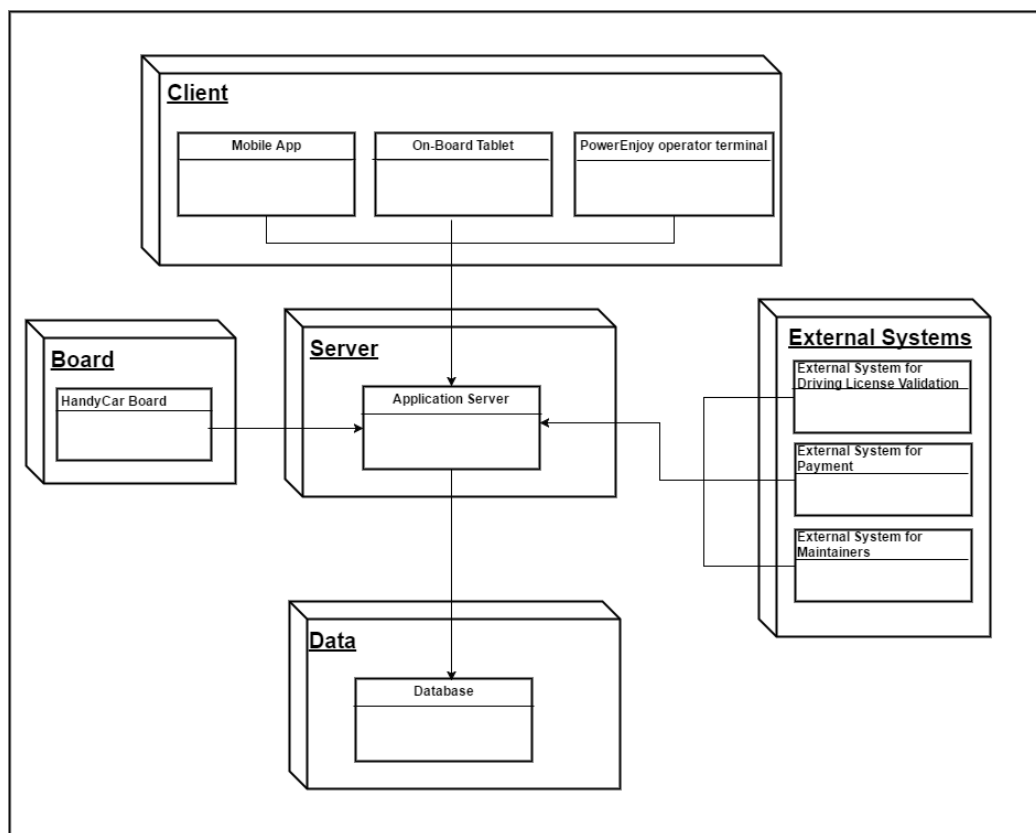 Client
Mobile App
On-Board Tablet
PowerEnjoy operator terminal
Board
HandyCar Board
Server
Application Server
External Systems
External System for
Driving License Validation
External System for
Payment
External System for
Maintainers
Data
Database